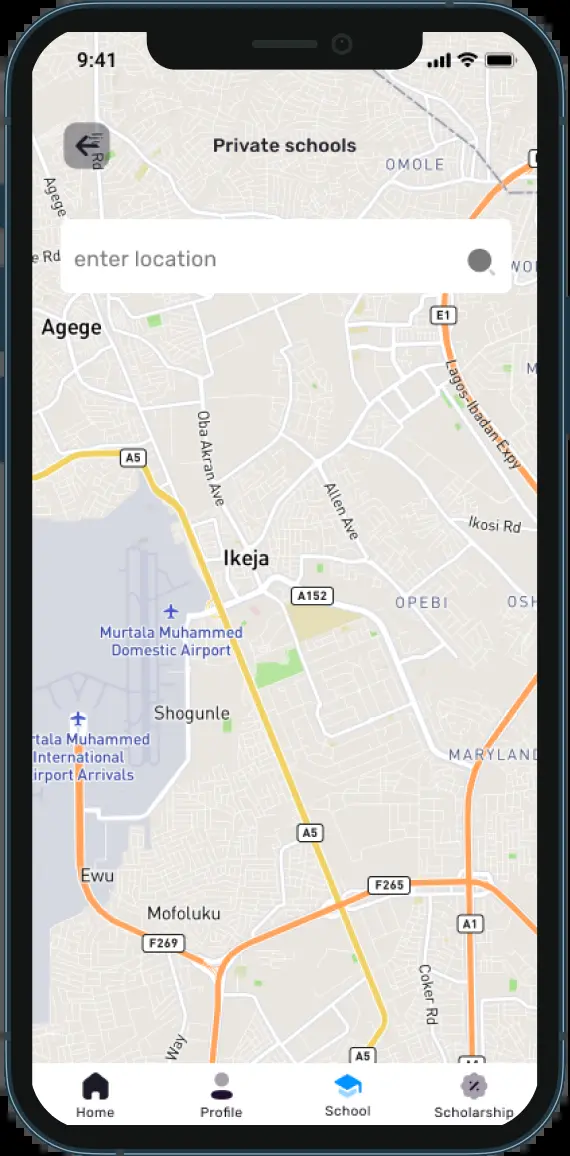 9:41
Private schools
OMOLE
Agege
e Rd
enter location
WO
Agege
E1
Lagos-Ibadan Expy
Oba Akran Ave
A5
Allen Ave
Ikosi Rd
Ikeja
A152
OPEBI
OSH
Murtala Muhammed
Domestic Airport
Shogunle
rtala Muhammed
International
irport Arrivals
MARYLAND
A5
Ewu
F265
Mofoluku
F269
A1
Coker Rd
Way
A5
Home
Profile
School
Scholarship